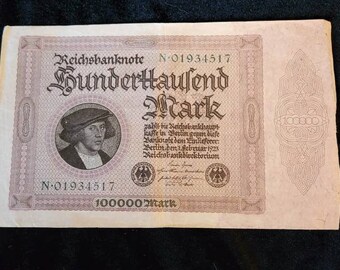 Reichsbanknote N·01934517
Hunderttausend
Mark
zahlt die Reichsbankhaupt-
kasse in Berlin gegen diese
Banknote dem Einlieferer
Berlin, den 1. Februar 1923
Reichsbankdirektorium
N·01934517
100000 Mark